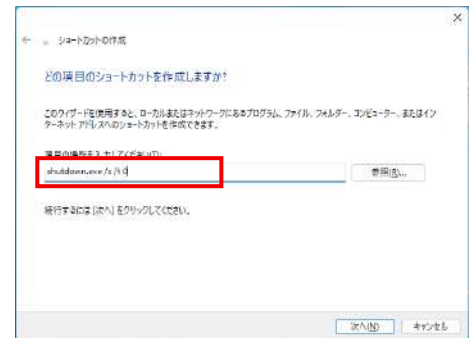 ショートカットの作成
どの項目のショートカットを作成しますか?
このウィザードを使用すると、ローカルまたはネットワークにあるプログラム、ファイル、フォルダー、コンピューター、またはイン
ターネット アドレスへのショートカットを作成できます。
項目の場所を入力してください(T):
shutdown.exe /s /t 0
参照(R)...
続行するには [次へ] をクリックしてください。
次へ(N)
キャンセル